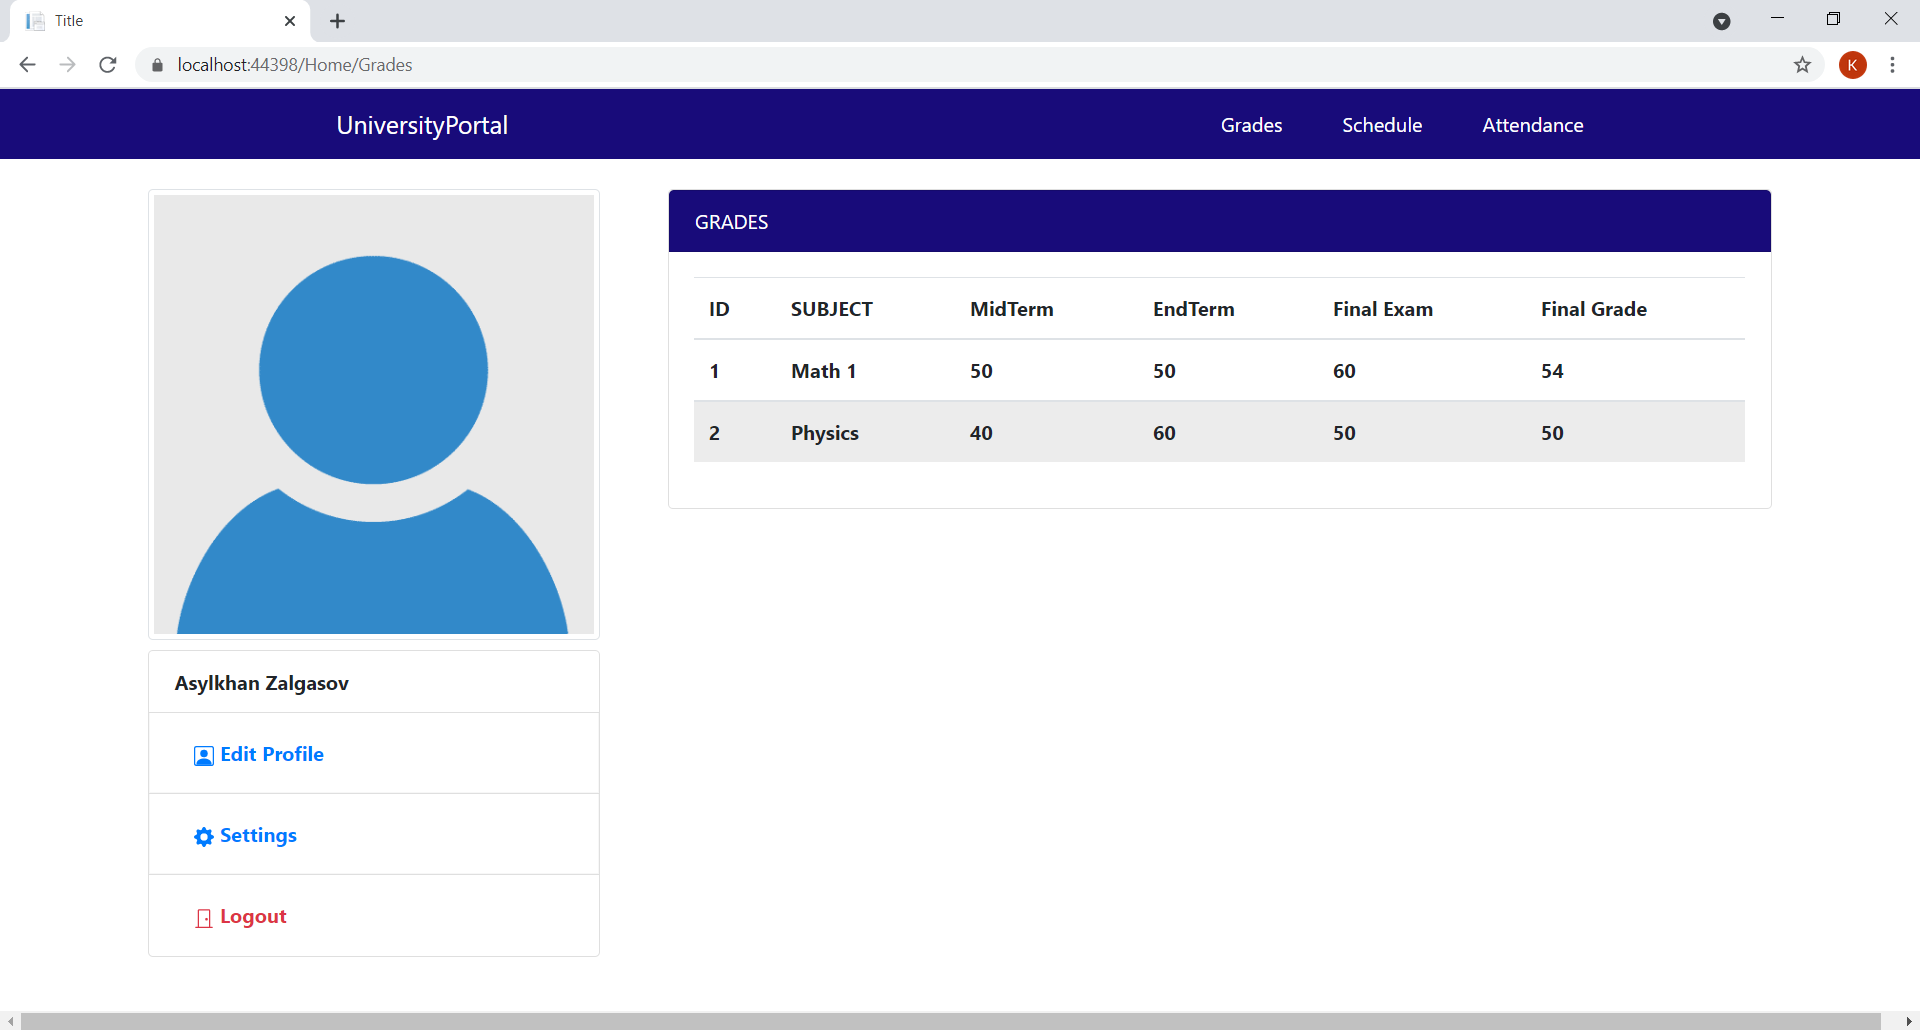 Title
localhost:44398/Home/Grades
K
UniversityPortal Grades Schedule Attendance
GRADES
ID SUBJECT MidTerm EndTerm Final Exam Final Grade
1 Math 1 50 50 60 54
2 Physics 40 60 50 50
Asylkhan Zalgasov
Edit Profile
Settings
Logout